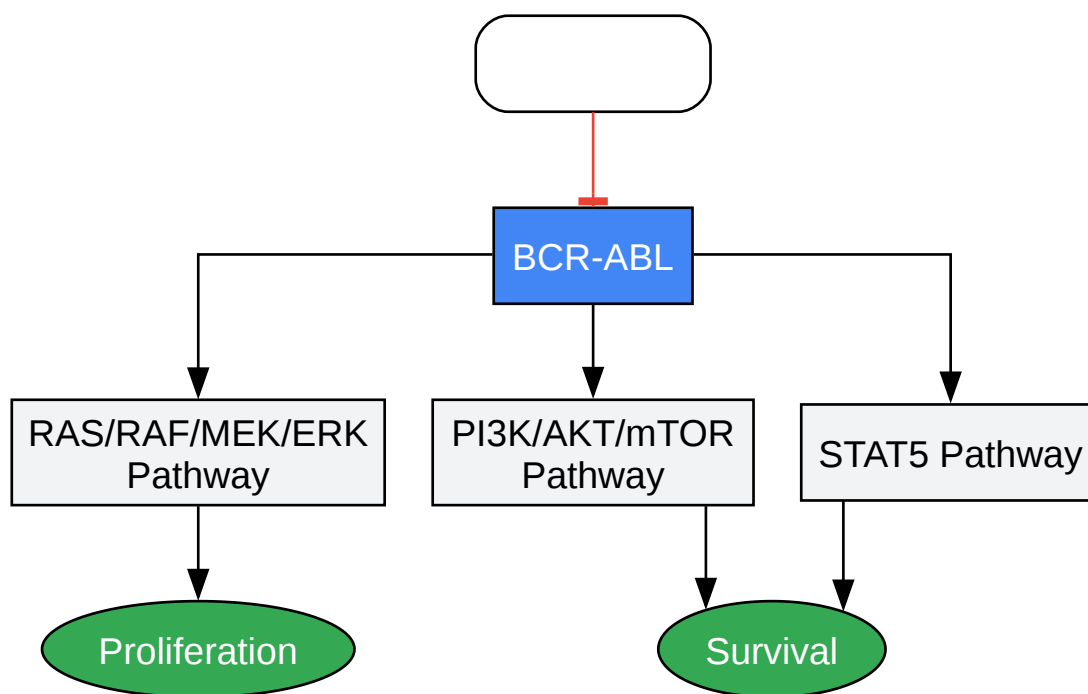 BCR-ABL
RAS/RAF/MEK/ERK
Pathway
PI3K/AKT/mTOR
Pathway
STAT5 Pathway
Proliferation
Survival